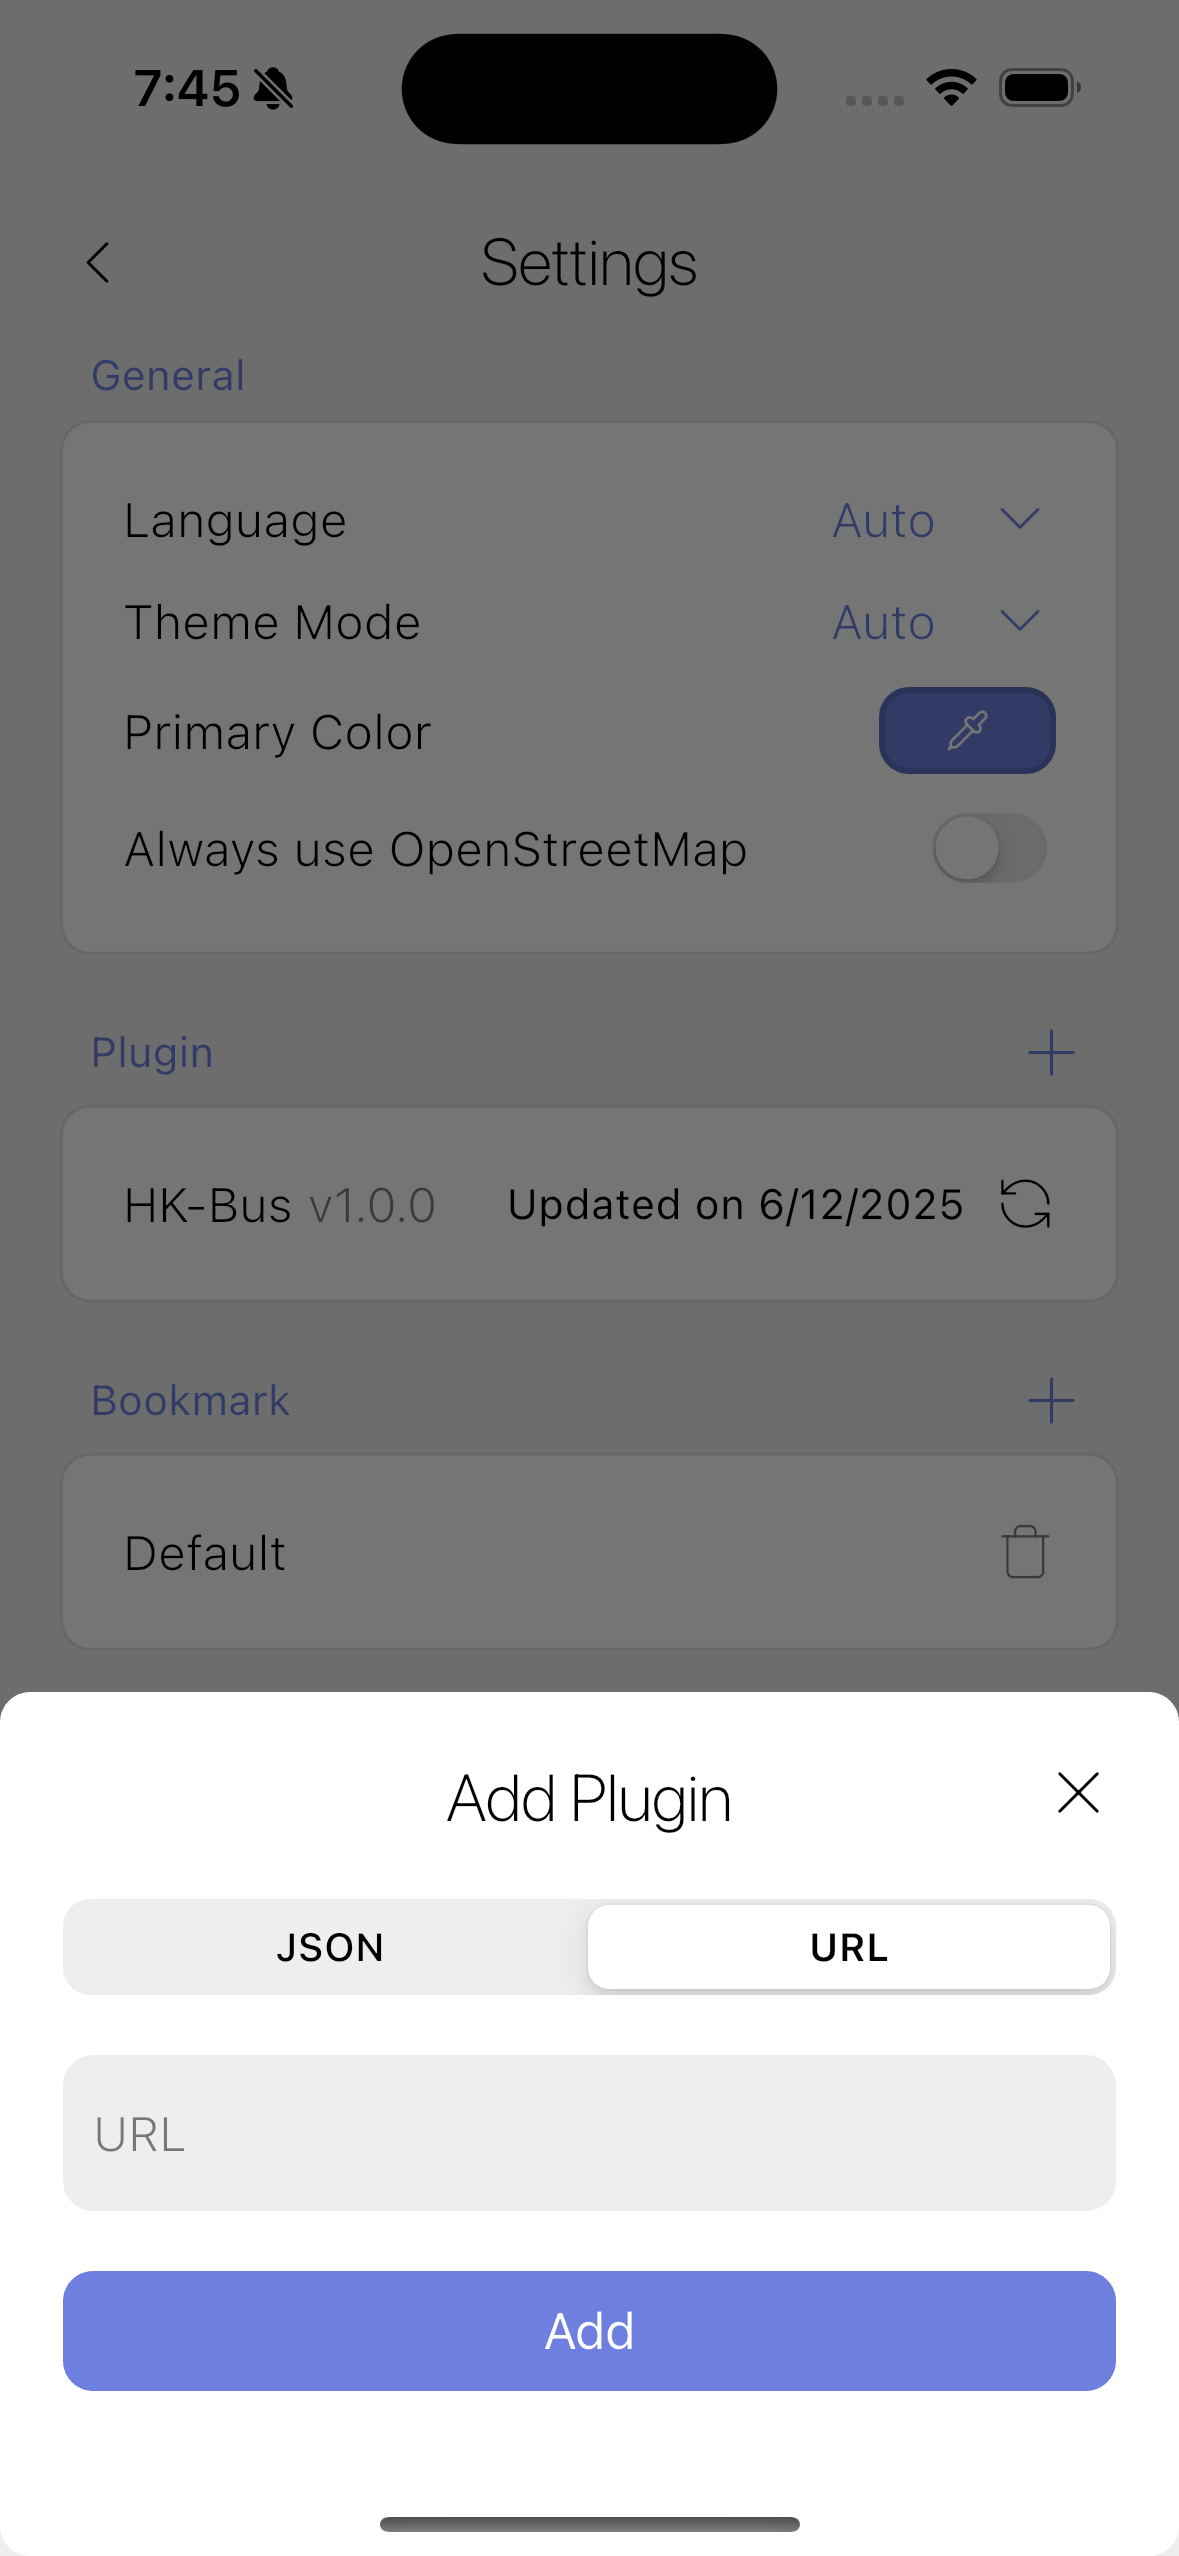 7:45
Settings
General
Language Auto
Theme Mode Auto
Primary Color
Always use OpenStreetMap
Plugin
HK-Bus v1.0.0 Updated on 6/12/2025
Bookmark
Default
Add Plugin
JSON URL
URL
Add